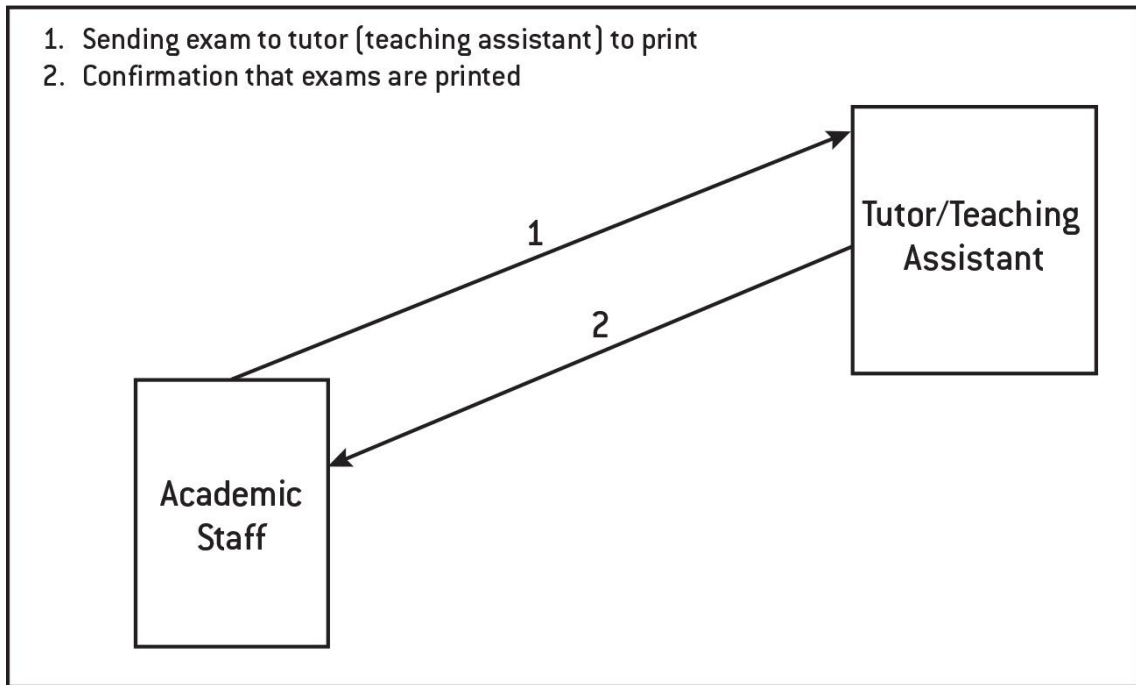 1. Sending exam to tutor (teaching assistant) to print
2. Confirmation that exams are printed
Tutor/Teaching
Assistant
1
2
Academic
Staff